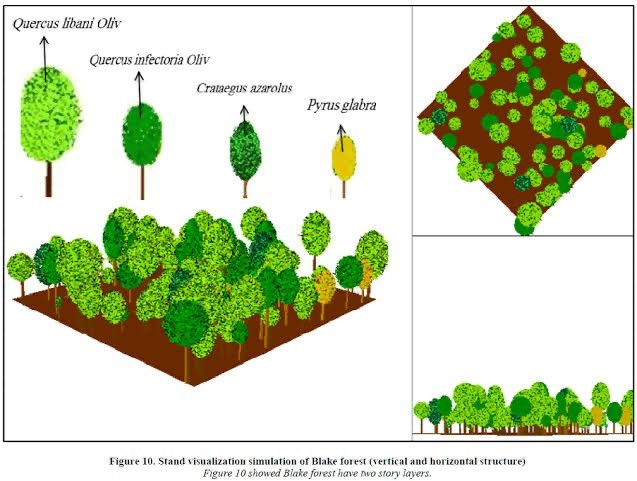 Quercus libani Oliv
Quercus infectoria Oliv
Crataegus azarolus
Pyrus glabra
Figure 10. Stand visualization simulation of Blake forest (vertical and horizontal structure)
Figure 10 showed Blake forest have two story layers.